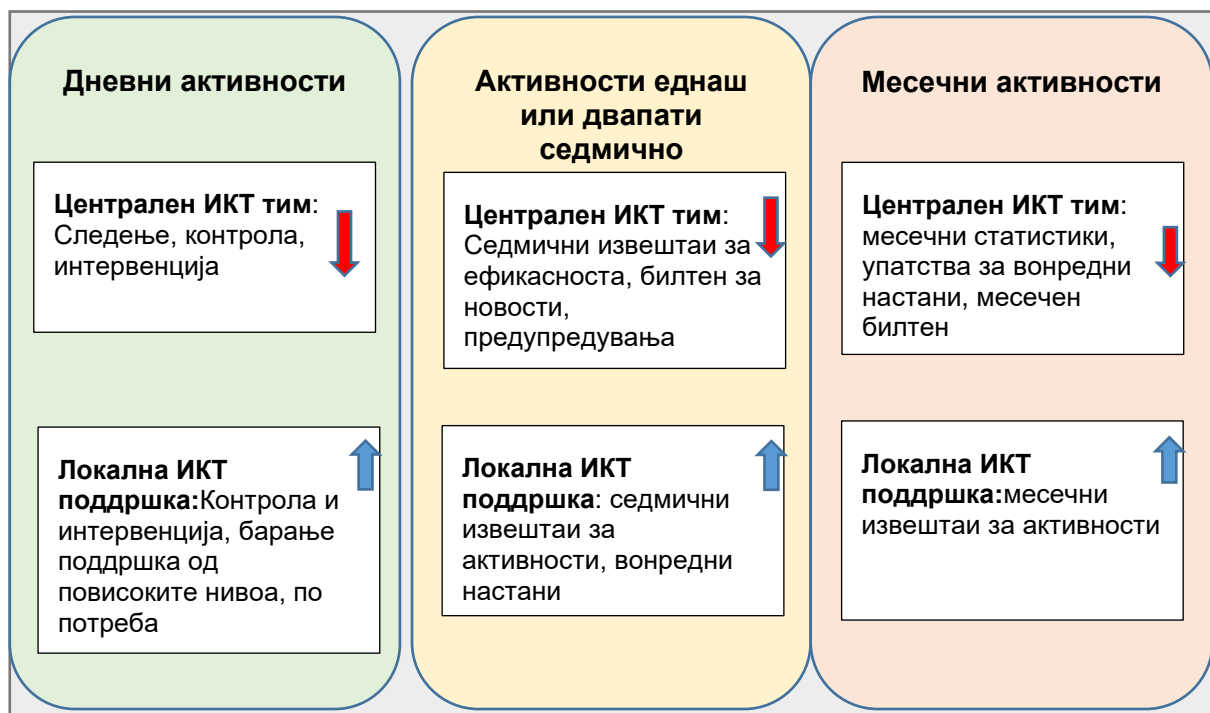 Дневни активности
Централен ИКТ тим:
Следење, контрола,
интервенција
Локална ИКТ
поддршка:Контрола и
интервенција, барање
поддршка од
повисоките нивоа, по
потреба
Активности еднаш
или двапати
седмично
Централен ИКТ тим:
Седмични извештаи за
ефикасноста, билтен за
новости,
предупредувања
Локална ИКТ
поддршка: седмични
извештаи за
активности, вонредни
настани
Месечни активности
Централен ИКТ тим:
месечни статистики,
упатства за вонредни
настани, месечен
билтен
Локална ИКТ
поддршка:месечни
извештаи за активности